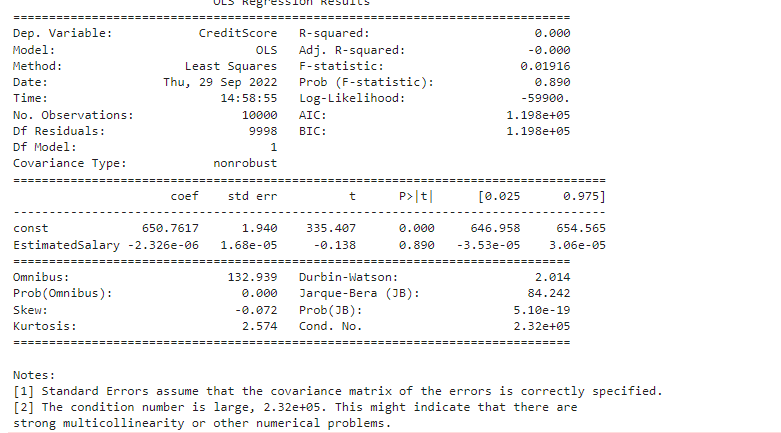 OLS Regression Results
==============================================================================
Dep. Variable:            CreditScore   R-squared:                       0.000
Model:                            OLS   Adj. R-squared:                 -0.000
Method:                 Least Squares   F-statistic:                   0.01916
Date:                Thu, 29 Sep 2022   Prob (F-statistic):              0.890
Time:                        14:58:55   Log-Likelihood:                -59900.
No. Observations:               10000   AIC:                         1.198e+05
Df Residuals:                    9998   BIC:                         1.198e+05
Df Model:                           1
Covariance Type:            nonrobust
===================================================================================
                      coef    std err          t      P>|t|      [0.025      0.975]
-----------------------------------------------------------------------------------
const             650.7617      1.940    335.407      0.000     646.958     654.565
EstimatedSalary -2.326e-06   1.68e-05     -0.138      0.890   -3.53e-05    3.06e-05
==============================================================================
Omnibus:                      132.939   Durbin-Watson:                   2.014
Prob(Omnibus):                  0.000   Jarque-Bera (JB):               84.242
Skew:                          -0.072   Prob(JB):                     5.10e-19
Kurtosis:                       2.574   Cond. No.                     2.32e+05
==============================================================================
Notes:
[1] Standard Errors assume that the covariance matrix of the errors is correctly specified.
[2] The condition number is large, 2.32e+05. This might indicate that there are
strong multicollinearity or other numerical problems.